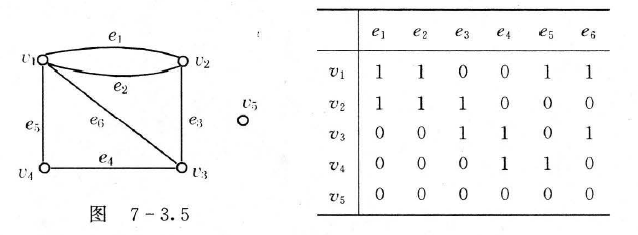 e1
v1
v2
e2
v5
e5
e6
e3
e4
v4
v3
图 7-3.5
e1 e2 e3 e4 e5 e6
v1 1 1 0 0 1 1
v2 1 1 1 0 0 0
v3 0 0 1 1 0 1
v4 0 0 0 1 1 0
v5 0 0 0 0 0 0